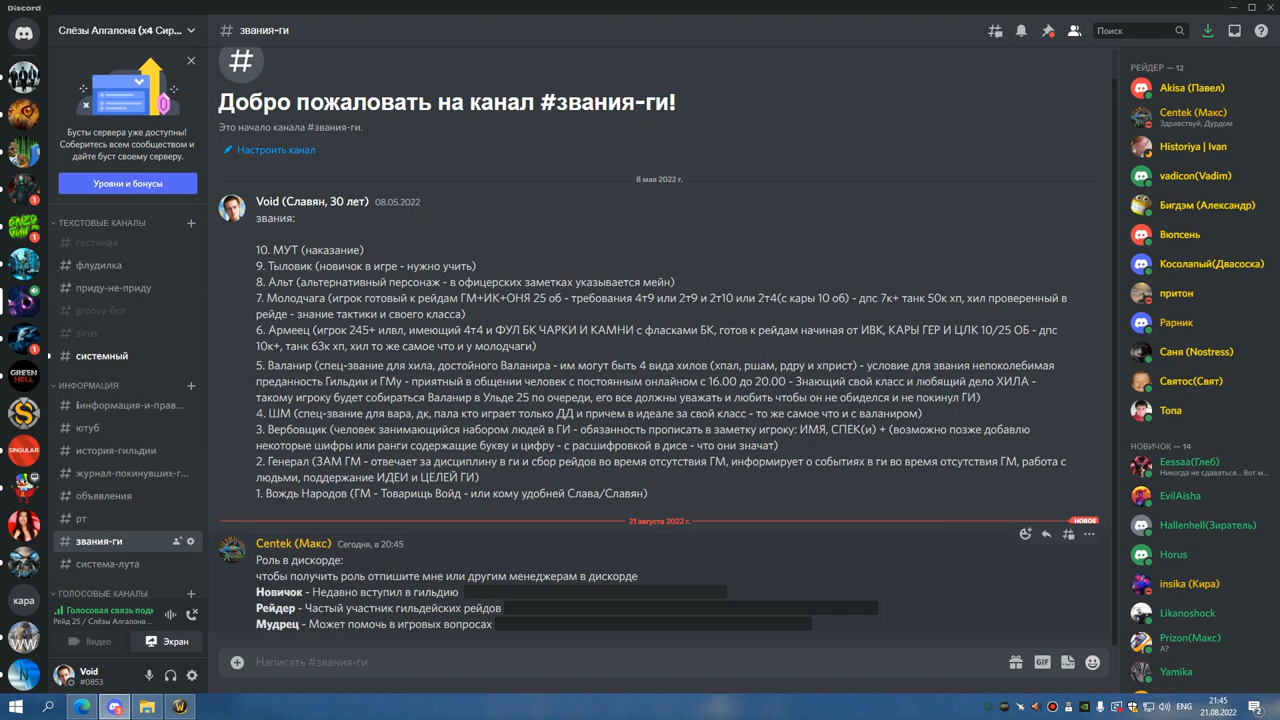 Discord
Слёзы Алгалона (x4 Сир...
Бусты сервера уже доступны!
Соберитесь всем сообществом и
дайте буст своему серверу.
Уровни и бонусы
ТЕКСТОВЫЕ КАНАЛЫ
гостиная
флудилка
приду-не-приду
groovy-бот
sirus
системный
ИНФОРМАЦИЯ
информация-и-прав...
ютуб
история-гильдии
журнал-покинувших-г...
объявления
рт
звания-ги
система-лута
ГОЛОСОВЫЕ КАНАЛЫ
Голосовая связь подк
Рейд 25 / Слёзы Алгалона ...
Видео
Экран
Void
#0853
GREEN HELL
SINGULAR
кара
WW
N
# звания-ги
Поиск
Добро пожаловать на канал #звания-ги!
Это начало канала #звания-ги.
Настроить канал
8 мая 2022 г.
Void (Славян, 30 лет) 08.05.2022
звания:
10. МУТ (наказание)
9. Тыловик (новичок в игре - нужно учить)
8. Альт (альтернативный персонаж - в офицерских заметках указывается мейн)
7. Молодчага (игрок готовый к рейдам ГМ+ИК+ОНЯ 25 об - требования 4т9 или 2т9 и 2т10 или 2т4(с кары 10 об) - дпс 7к+ танк 50к хп, хил проверенный в
рейде - знание тактики и своего класса)
6. Армеец (игрок 245+ илвл, имеющий 4т4 и ФУЛ БК ЧАРКИ И КАМНИ с фласками БК, готов к рейдам начиная от ИВК, КАРЫ ГЕР И ЦЛК 10/25 ОБ - дпс
10к+, танк 63к хп, хил то же самое что и у молодчаги)
5. Валанир (спец-звание для хила, достойного Валанира - им могут быть 4 вида хилов (хпал, ршам, рдру и хприст) - условие для звания непоколебимая
преданность Гильдии и ГМу - приятный в общении человек с постоянным онлайном с 16.00 до 20.00 - Знающий свой класс и любящий дело ХИЛА -
такому игроку будет собираться Валанир в Ульде 25 по очереди, его все должны уважать и любить чтобы он не обиделся и не покинул ГИ)
4. ШМ (спец-звание для вара, дк, пала кто играет только ДД и причем в идеале за свой класс - то же самое что и с валаниром)
3. Вербовщик (человек занимающийся набором людей в ГИ - обязанность прописать в заметку игроку: ИМЯ, СПЕК(и) + (возможно позже добавлю
некоторые шифры или ранги содержащие букву и цифру - с расшифровкой в дисе - что они значат)
2. Генерал (ЗАМ ГМ - отвечает за дисциплину в ги и сбор рейдов во время отсутствия ГМ, информирует о событиях в ги во время отсутствия ГМ, работа с
людьми, поддержание ИДЕИ и ЦЕЛЕЙ ГИ)
1. Вождь Народов (ГМ - Товарищь Войд - или кому удобней Слава/Славян)
21 августа 2022 г.
НОВОЕ
Centek (Макс) Сегодня, в 20:45
Роль в дискорде:
чтобы получить роль отпишите мне или другим менеджерам в дискорде
Новичок - Недавно вступил в гильдию
Рейдер - Частый участник гильдейских рейдов
Мудрец - Может помочь в игровых вопросах
Написать #звания-ги
GIF
РЕЙДЕР — 12
Akisa (Павел)
Centek (Макс)
Здравствуй, Дурдом
Historiya | Ivan
vadicon(Vadim)
Бигдэм (Александр)
Вюпсень
Косолапый(Двасоска)
притон
Рарник
Саня (Nostress)
Святос(Свят)
Топа
НОВИЧОК — 14
Eessaa(Глеб)
Никогда не сдаваться... Вот м...
EvilAisha
Hallenhell(Зиратель)
Horus
insika (Кира)
Likanoshock
Prizon(Макс)
А?
Yamika
ENG
21:45
21.08.2022
2